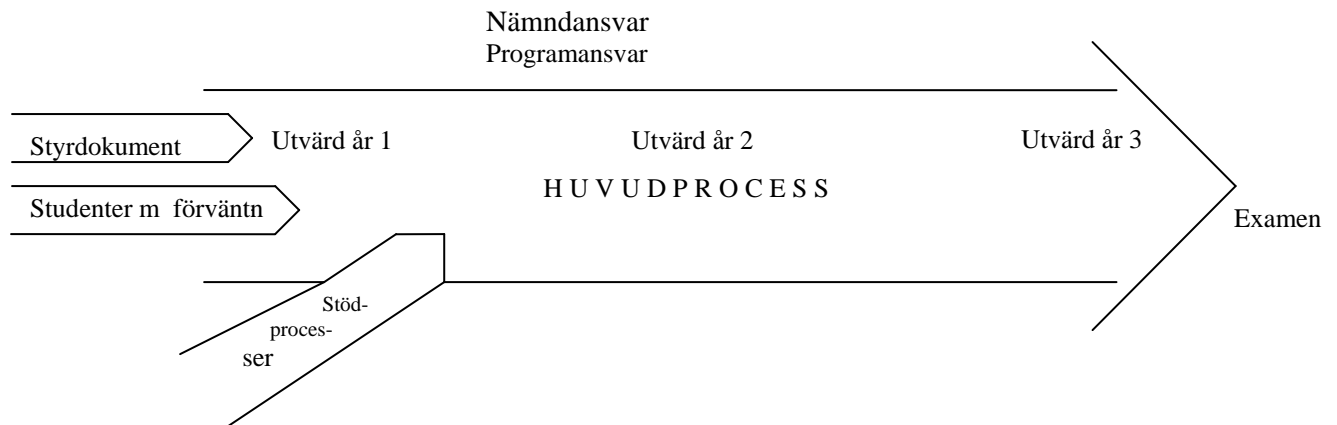 Nämndansvar
Programansvar
Styrdokument
Utvärd år 1
Utvärd år 2
Utvärd år 3
H U V U D P R O C E S S
Studenter m förväntn
Examen
Stöd-
proces-
ser